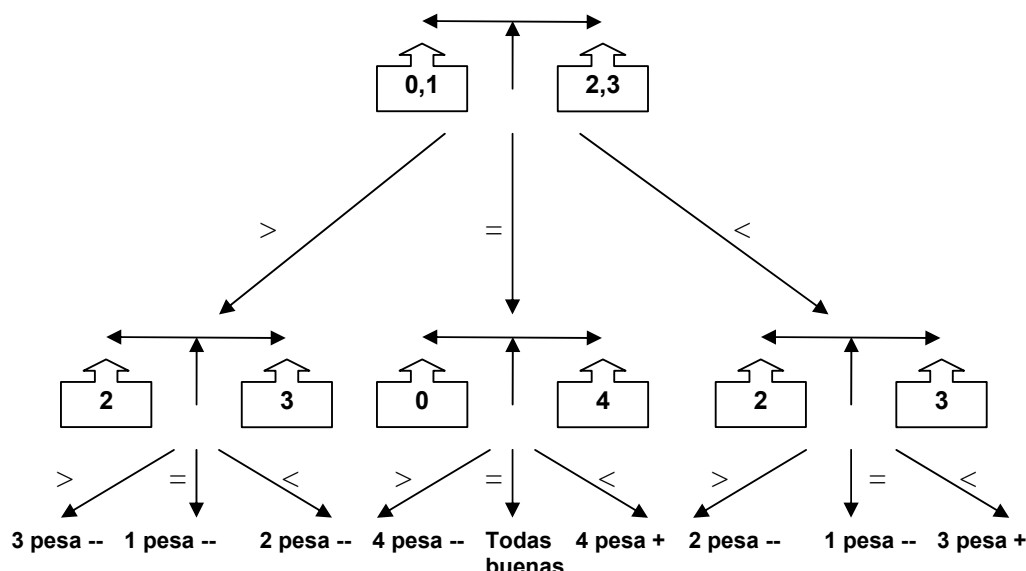 0,1 2,3
> = <
2 3 0 4 2 3
> = < > = < > = <
3 pesa -- 1 pesa -- 2 pesa -- 4 pesa -- Todas 4 pesa + 2 pesa -- 1 pesa -- 3 pesa +
buenas